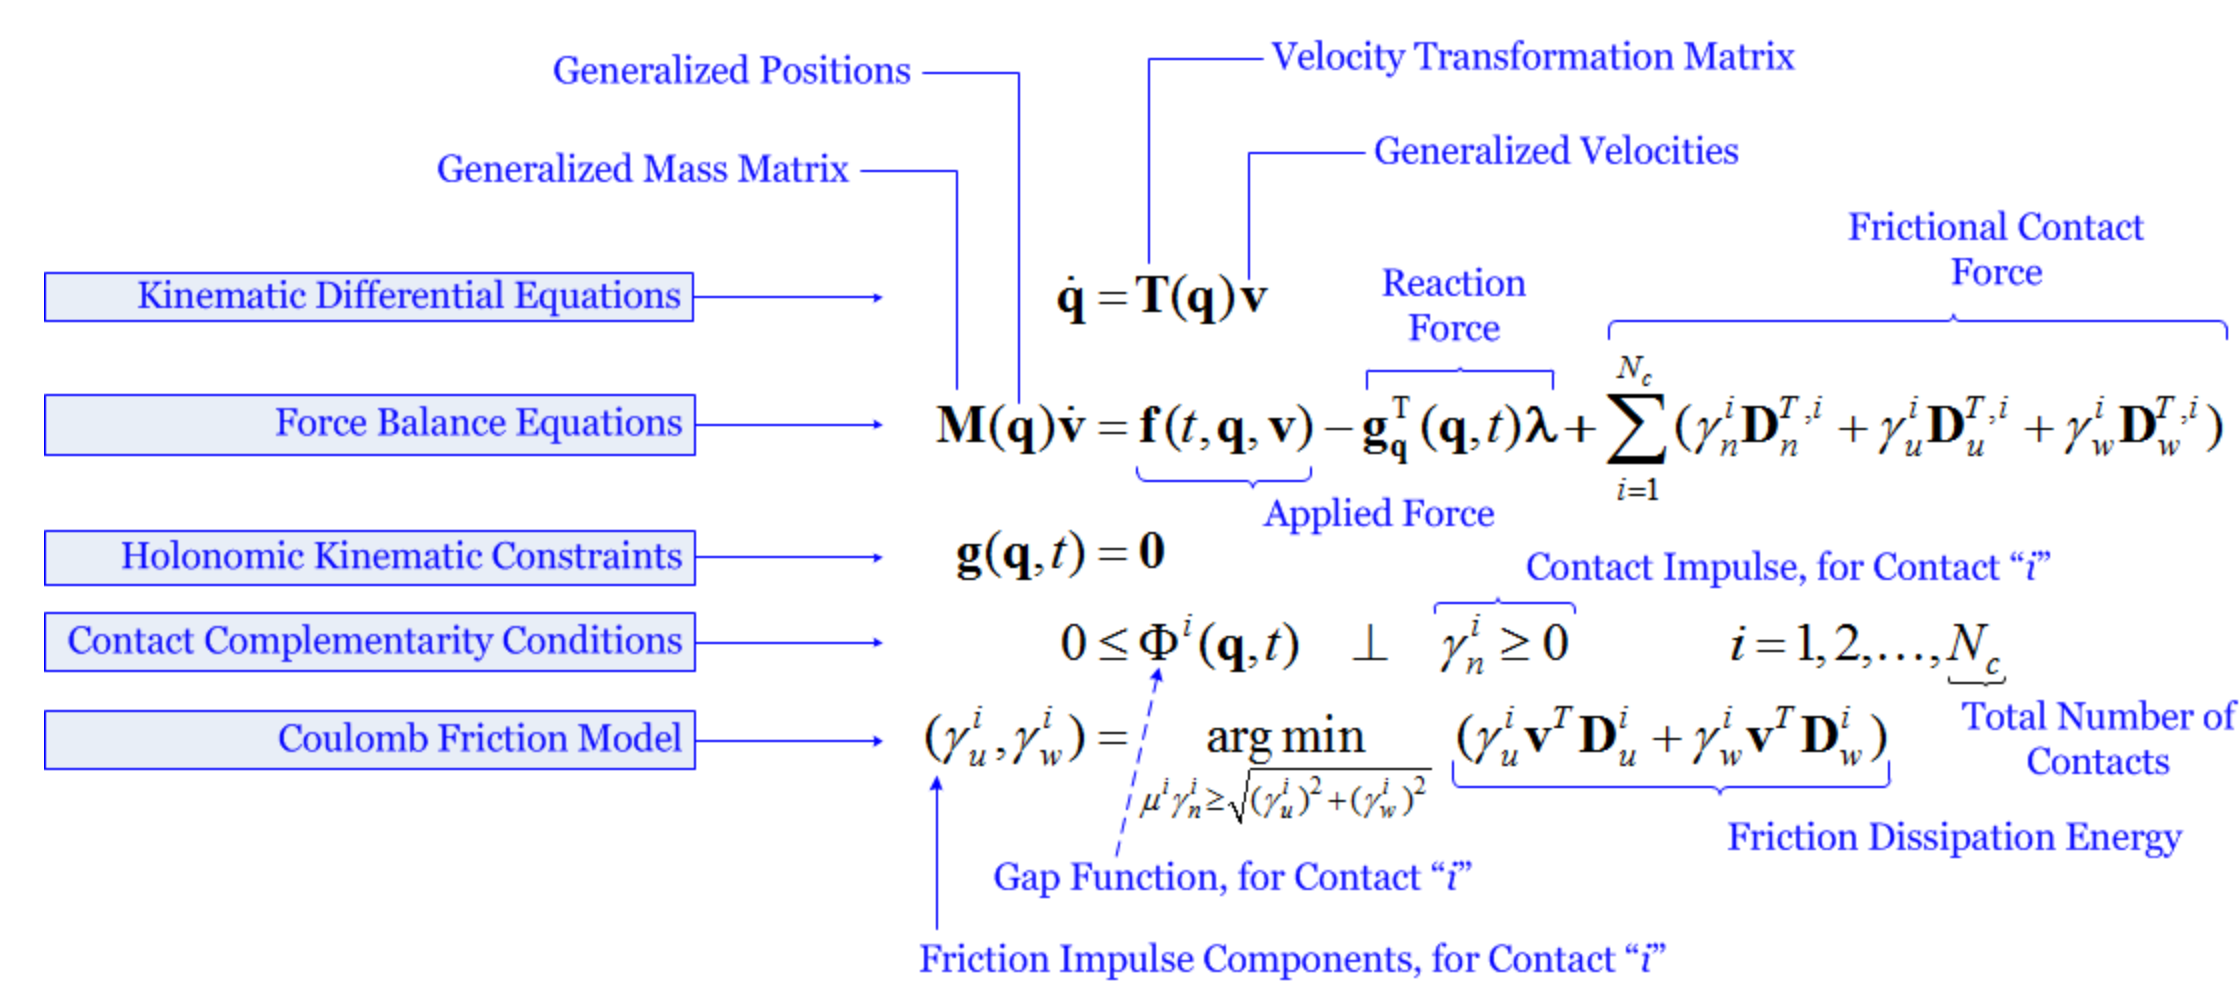 Generalized Positions
Velocity Transformation Matrix
Generalized Mass Matrix
Generalized Velocities
Frictional Contact
Force
Kinematic Differential Equations
q̇ = T(q)v
Reaction
Force
Force Balance Equations
M(q)v̇ = f(t, q, v) − g_q^T(q, t)λ + ∑_{i=1}^{N_c} (γ_n^i D_n^{T,i} + γ_u^i D_u^{T,i} + γ_w^i D_w^{T,i})
Applied Force
Holonomic Kinematic Constraints
g(q, t) = 0
Contact Impulse, for Contact “i”
Contact Complementarity Conditions
0 ≤ Φ^i(q, t) ⊥ γ_n^i ≥ 0 i = 1, 2, …, N_c
Total Number of
Contacts
Coulomb Friction Model
(γ_u^i, γ_w^i) = arg min_{μ^i γ_n^i ≥ √((γ_u^i)^2 + (γ_w^i)^2)} (γ_u^i v^T D_u^i + γ_w^i v^T D_w^i)
Friction Dissipation Energy
Gap Function, for Contact “i”
Friction Impulse Components, for Contact “i”